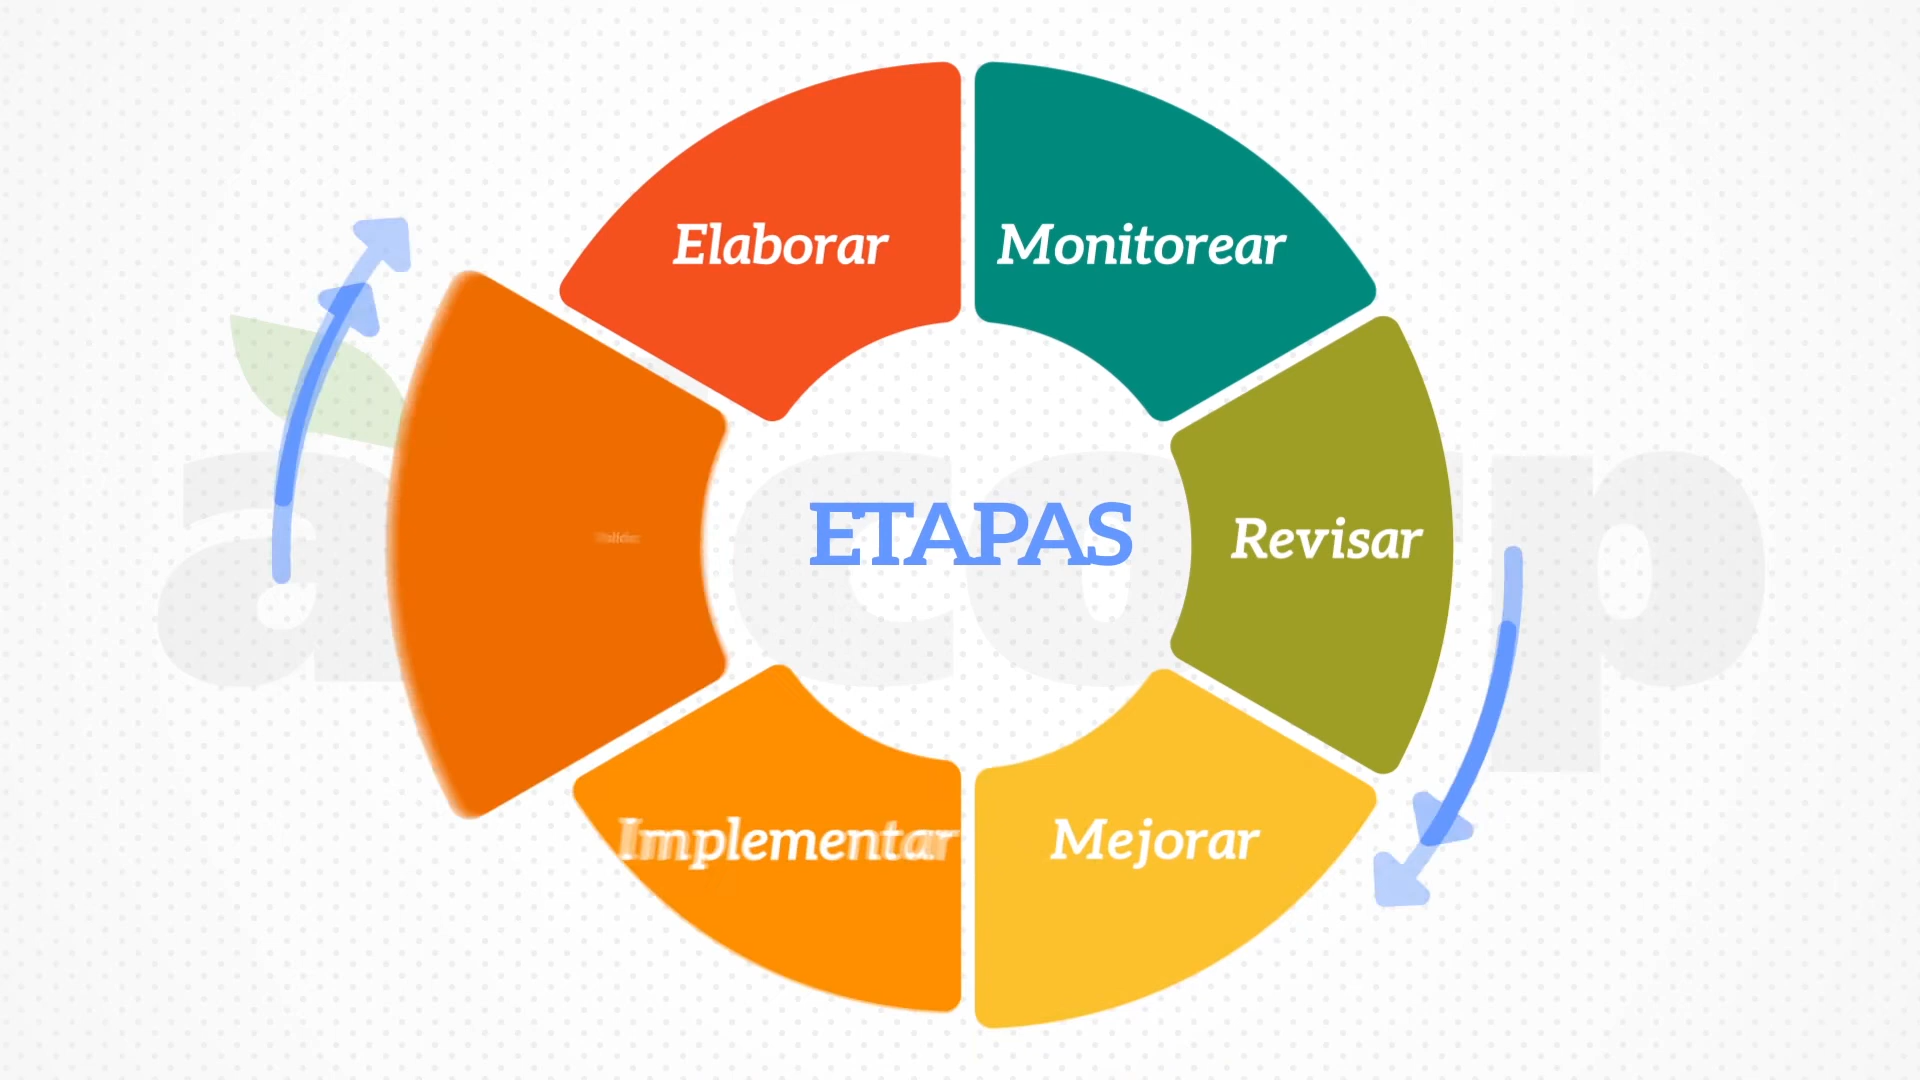 Elaborar
Monitorear
ETAPAS
Revisar
Implementar
Mejorar